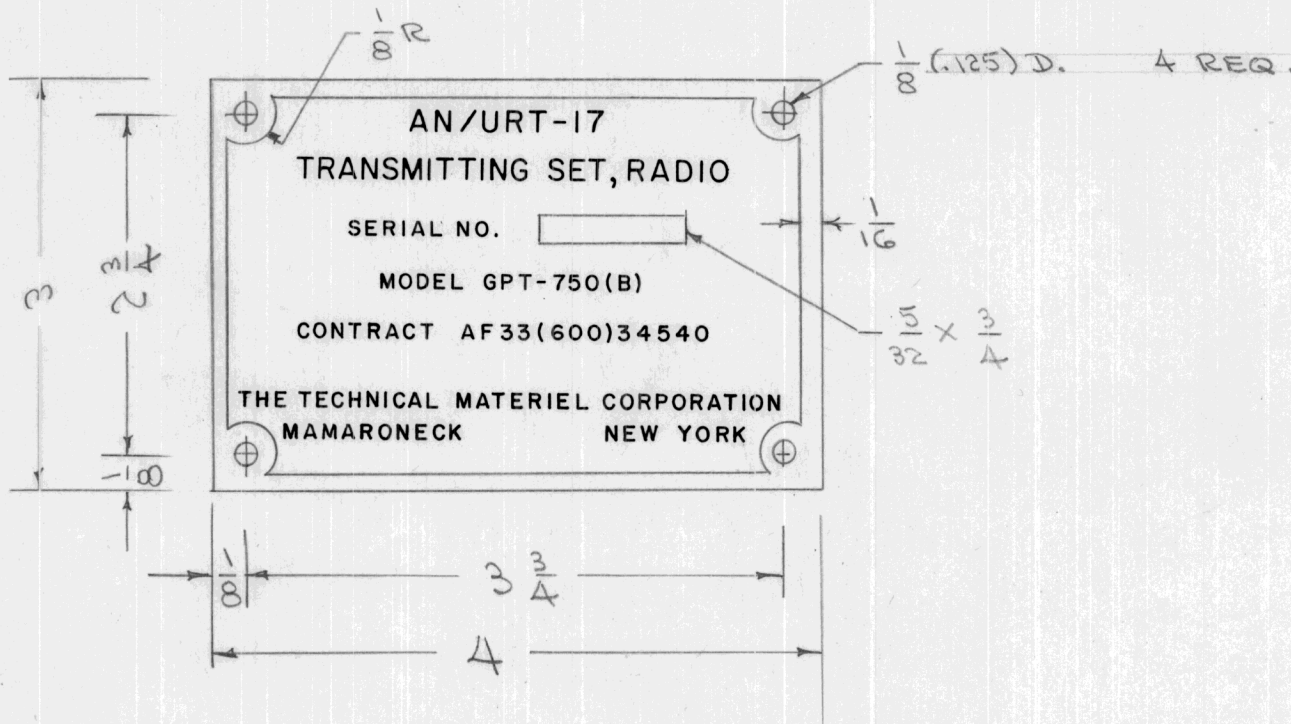 1/8 R
1/8 (.125) D. 4 REQ.
AN/URT-17
TRANSMITTING SET, RADIO
SERIAL NO.
1/16
MODEL GPT-750(B)
5/32 × 3/4
CONTRACT AF33(600)34540
THE TECHNICAL MATERIEL CORPORATION
MAMARONECK NEW YORK
3
2 3/4
1/8
1/8
3 3/4
4